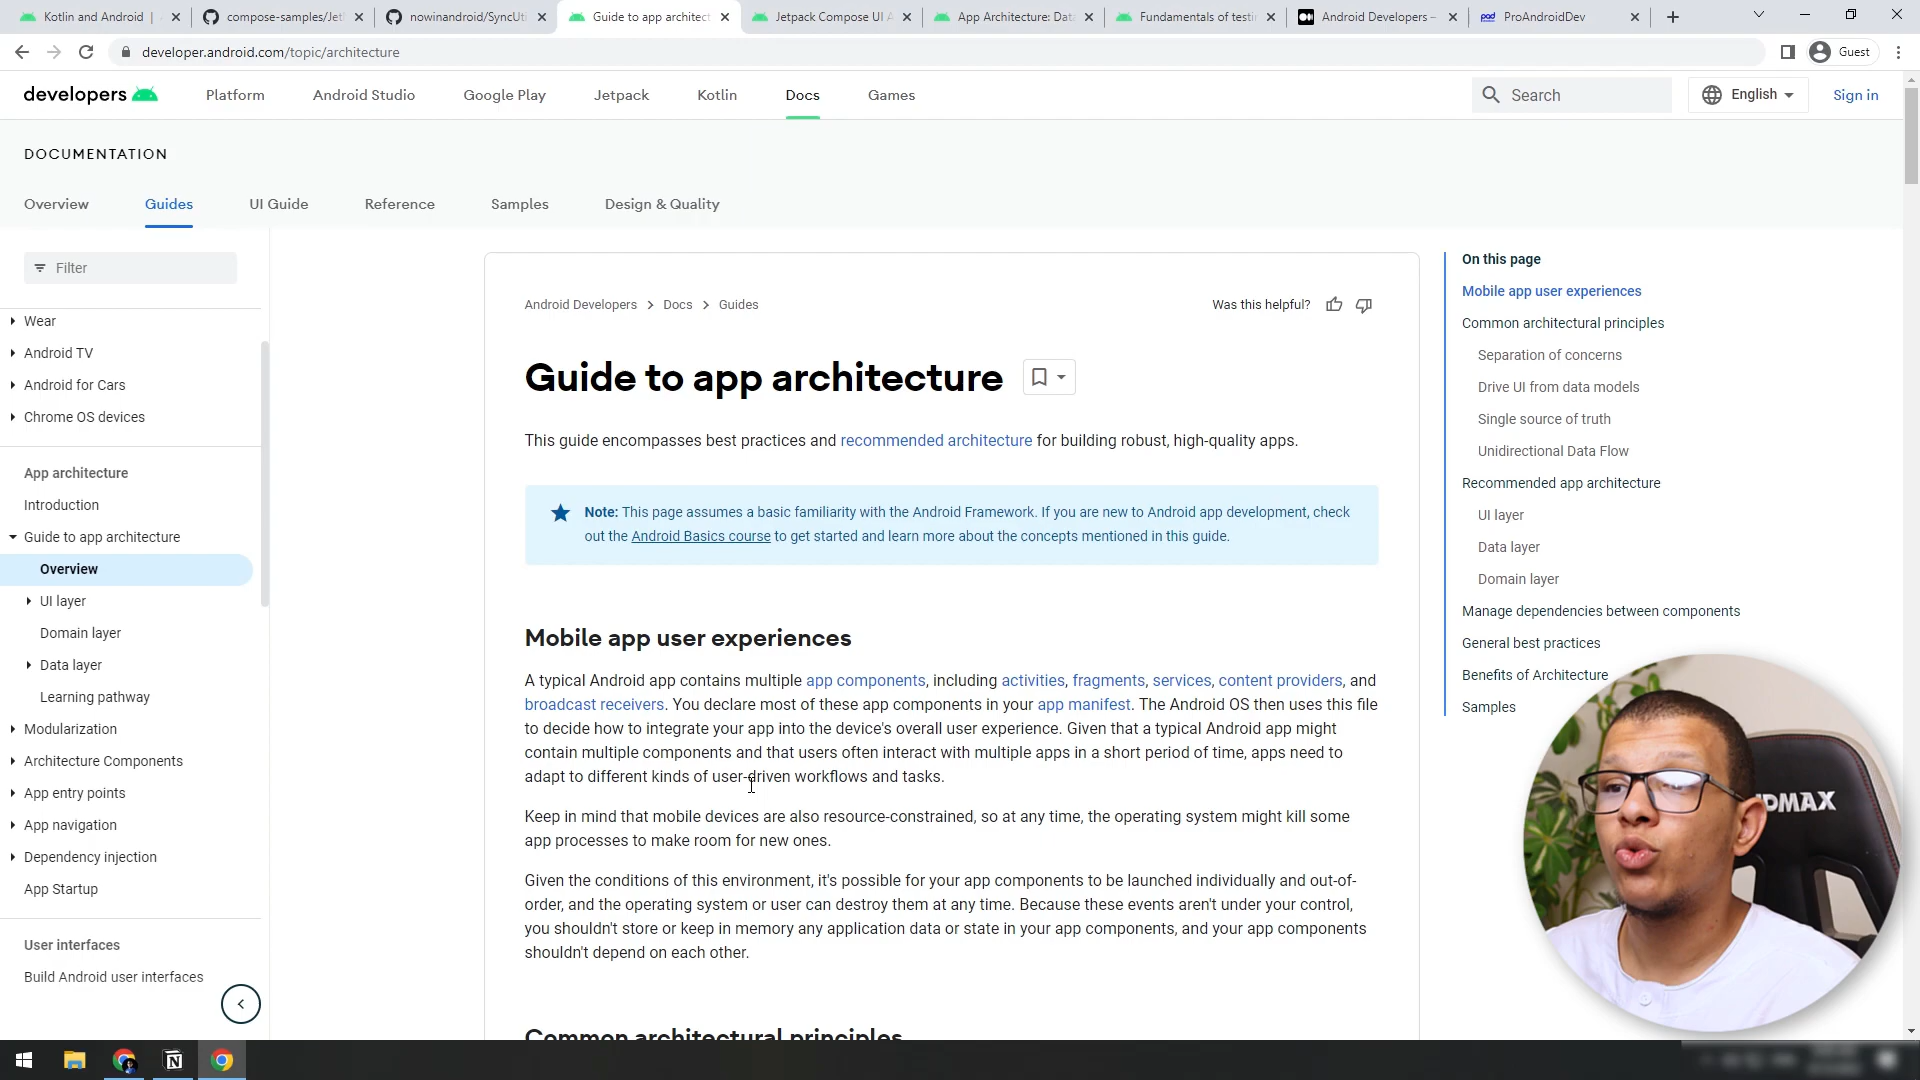 Kotlin and Android |
compose-samples/Jet
nowinandroid/SyncUti
Guide to app architect
Jetpack Compose UI A
App Architecture: Dat
Fundamentals of testi
Android Developers –
ProAndroidDev
developer.android.com/topic/architecture
Guest
developers
Platform
Android Studio
Google Play
Jetpack
Kotlin
Docs
Games
Search
English
Sign in
DOCUMENTATION
Overview
Guides
UI Guide
Reference
Samples
Design & Quality
Filter
Wear
Android TV
Android for Cars
Chrome OS devices
App architecture
Introduction
Guide to app architecture
Overview
UI layer
Domain layer
Data layer
Learning pathway
Modularization
Architecture Components
App entry points
App navigation
Dependency injection
App Startup
User interfaces
Build Android user interfaces
Android Developers > Docs > Guides
Was this helpful?
Guide to app architecture
This guide encompasses best practices and recommended architecture for building robust, high-quality apps.
Note: This page assumes a basic familiarity with the Android Framework. If you are new to Android app development, check
out the Android Basics course to get started and learn more about the concepts mentioned in this guide.
Mobile app user experiences
A typical Android app contains multiple app components, including activities, fragments, services, content providers, and
broadcast receivers. You declare most of these app components in your app manifest. The Android OS then uses this file
to decide how to integrate your app into the device's overall user experience. Given that a typical Android app might
contain multiple components and that users often interact with multiple apps in a short period of time, apps need to
adapt to different kinds of user-driven workflows and tasks.
Keep in mind that mobile devices are also resource-constrained, so at any time, the operating system might kill some
app processes to make room for new ones.
Given the conditions of this environment, it's possible for your app components to be launched individually and out-of-
order, and the operating system or user can destroy them at any time. Because these events aren't under your control,
you shouldn't store or keep in memory any application data or state in your app components, and your app components
shouldn't depend on each other.
Common architectural principles
On this page
Mobile app user experiences
Common architectural principles
Separation of concerns
Drive UI from data models
Single source of truth
Unidirectional Data Flow
Recommended app architecture
UI layer
Data layer
Domain layer
Manage dependencies between components
General best practices
Benefits of Architecture
Samples
DMAX